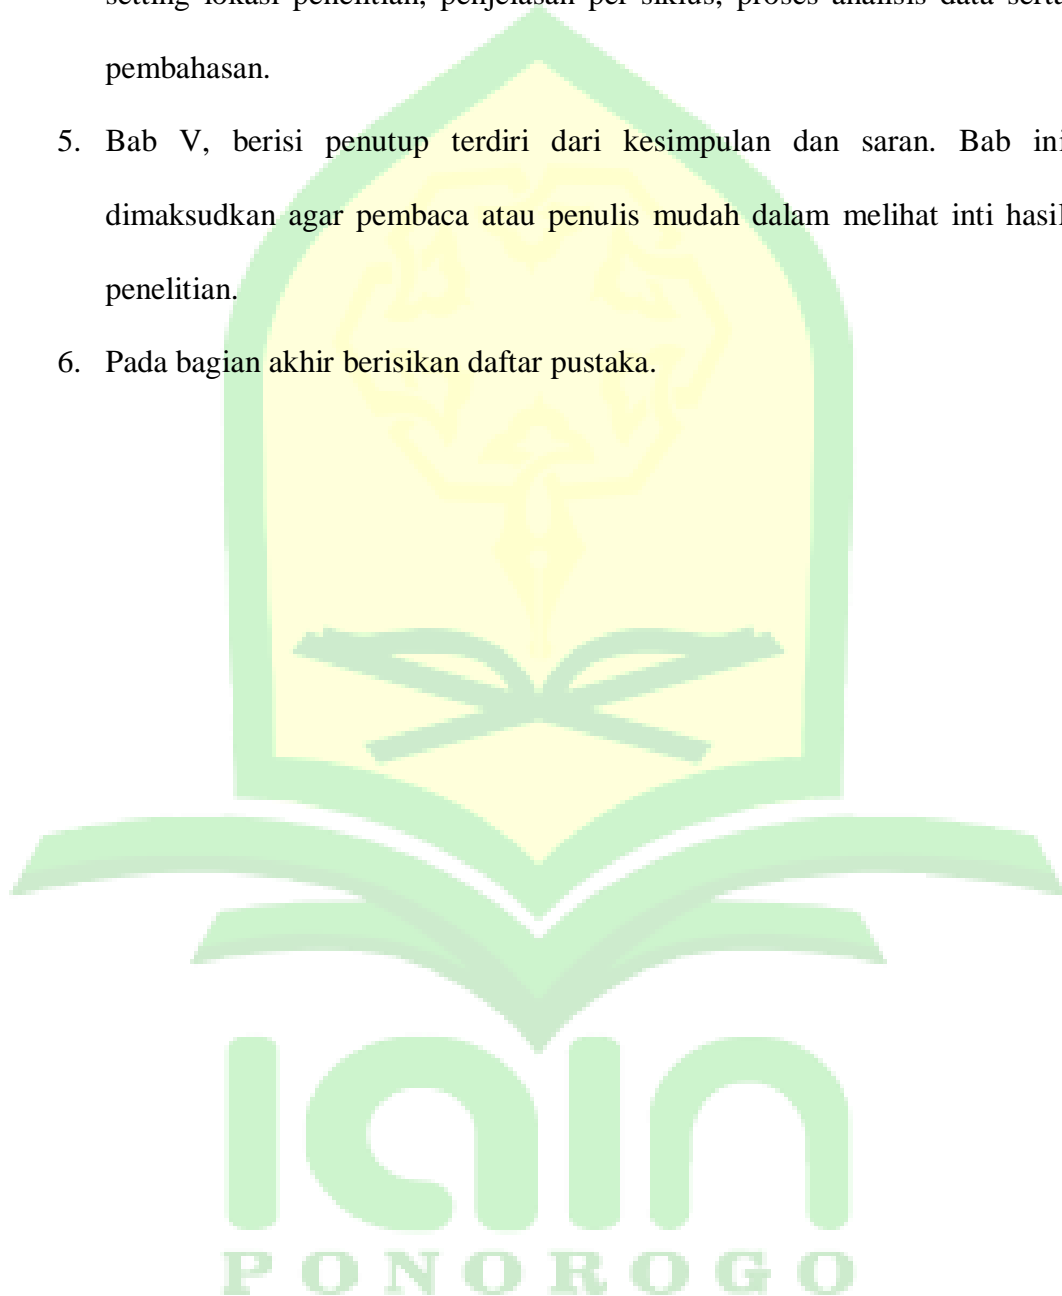 setting lokasi penelitian, penjelasan per siklus, proses analisis data serta
pembahasan.
5. Bab V, berisi penutup terdiri dari kesimpulan dan saran. Bab ini
dimaksudkan agar pembaca atau penulis mudah dalam melihat inti hasil
penelitian.
6. Pada bagian akhir berisikan daftar pustaka.
iain
PONOROGO